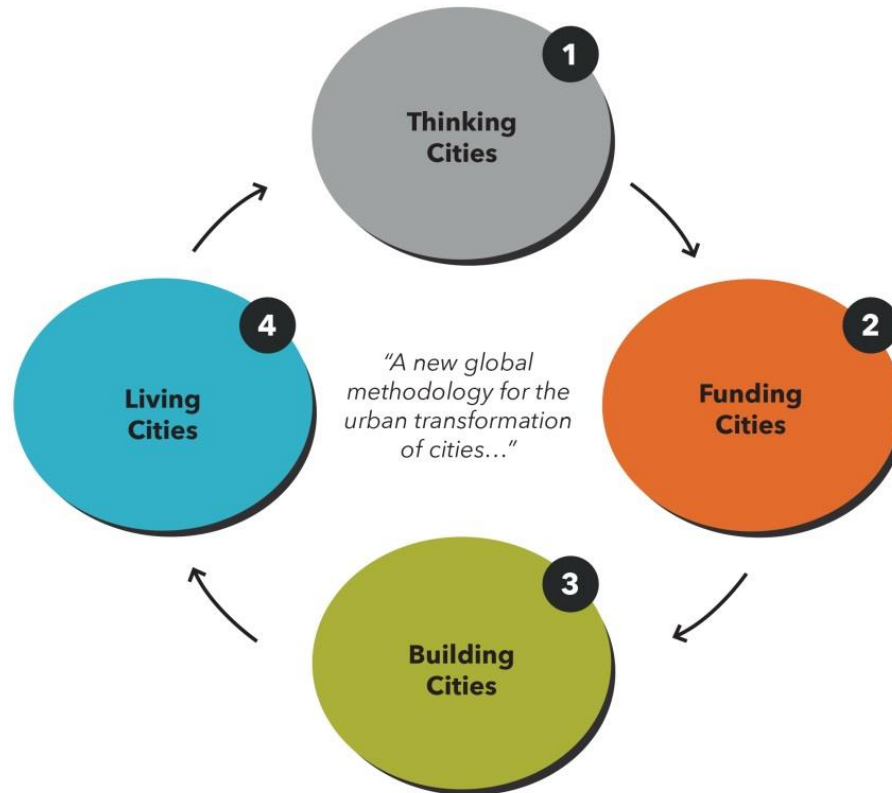 1
Thinking
Cities
2
Funding
Cities
3
Building
Cities
4
Living
Cities
“A new global
methodology for the
urban transformation
of cities…”